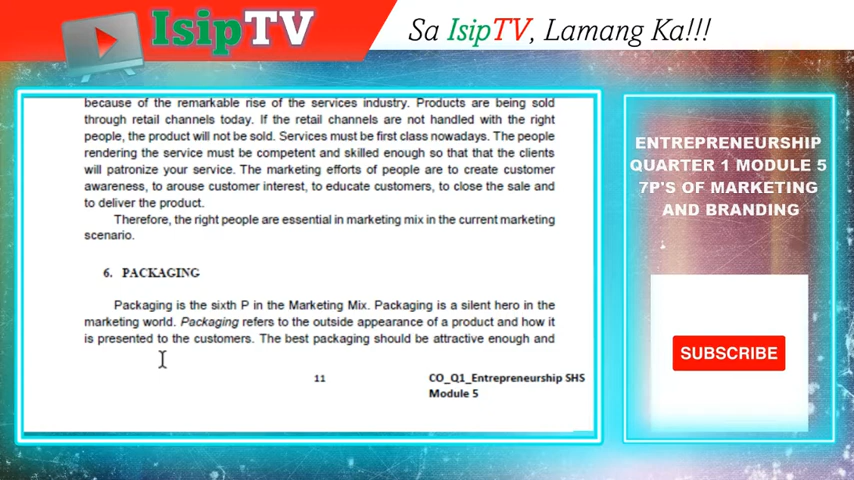 IsipTV
Sa IsipTV, Lamang Ka!!!
because of the remarkable rise of the services industry. Products are being sold
through retail channels today. If the retail channels are not handled with the right
people, the product will not be sold. Services must be first class nowadays. The people
rendering the service must be competent and skilled enough so that that the clients
will patronize your service. The marketing efforts of people are to create customer
awareness, to arouse customer interest, to educate customers, to close the sale and
to deliver the product.
Therefore, the right people are essential in marketing mix in the current marketing
scenario.
6. PACKAGING
Packaging is the sixth P in the Marketing Mix. Packaging is a silent hero in the
marketing world. Packaging refers to the outside appearance of a product and how it
is presented to the customers. The best packaging should be attractive enough and
11
CO_Q1_Entrepreneurship SHS
Module 5
ENTREPRENEURSHIP
QUARTER 1 MODULE 5
7P'S OF MARKETING
AND BRANDING
SUBSCRIBE